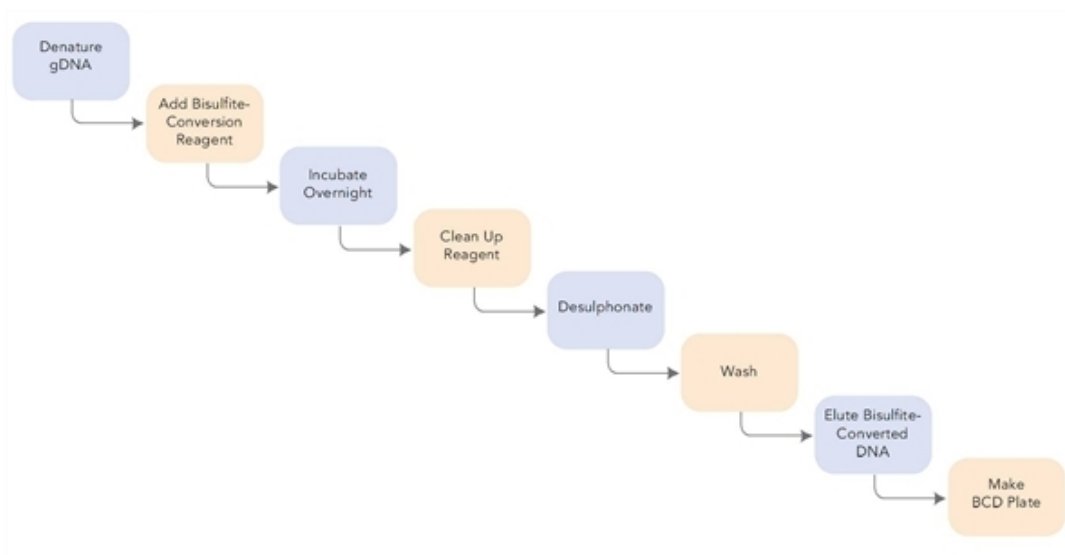 Denature
gDNA
Add Bisulfite-
Conversion
Reagent
Incubate
Overnight
Clean Up
Reagent
Desulphonate
Wash
Elute Bisulfite-
Converted
DNA
Make
BCD Plate